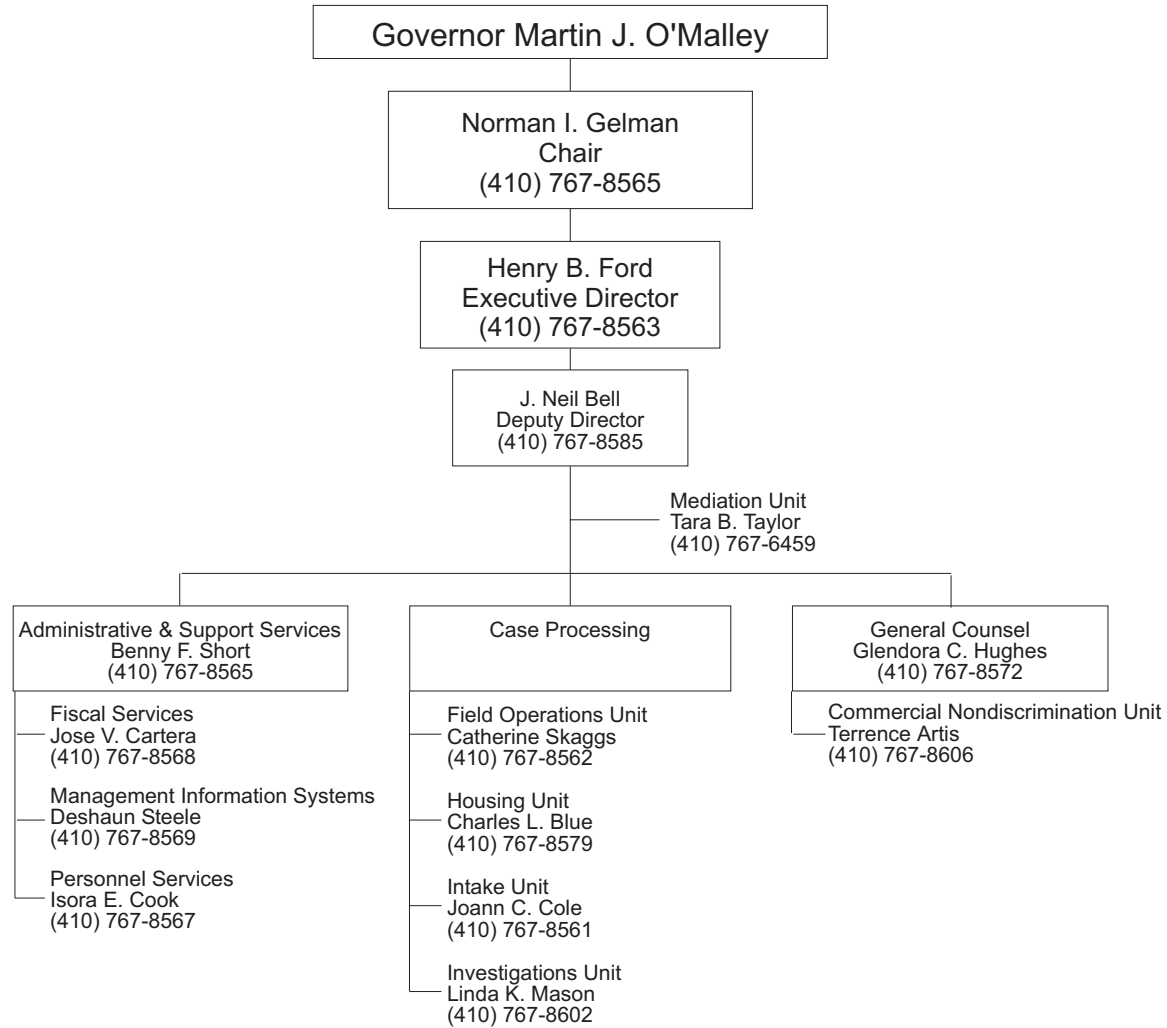 Governor Martin J. O'Malley
Norman I. Gelman
Chair
(410) 767-8565
Henry B. Ford
Executive Director
(410) 767-8563
J. Neil Bell
Deputy Director
(410) 767-8585
Mediation Unit
Tara B. Taylor
(410) 767-6459
Administrative & Support Services
Benny F. Short
(410) 767-8565
Fiscal Services
Jose V. Cartera
(410) 767-8568
Management Information Systems
Deshaun Steele
(410) 767-8569
Personnel Services
Isora E. Cook
(410) 767-8567
Case Processing
Field Operations Unit
Catherine Skaggs
(410) 767-8562
Housing Unit
Charles L. Blue
(410) 767-8579
Intake Unit
Joann C. Cole
(410) 767-8561
Investigations Unit
Linda K. Mason
(410) 767-8602
General Counsel
Glendora C. Hughes
(410) 767-8572
Commercial Nondiscrimination Unit
Terrence Artis
(410) 767-8606